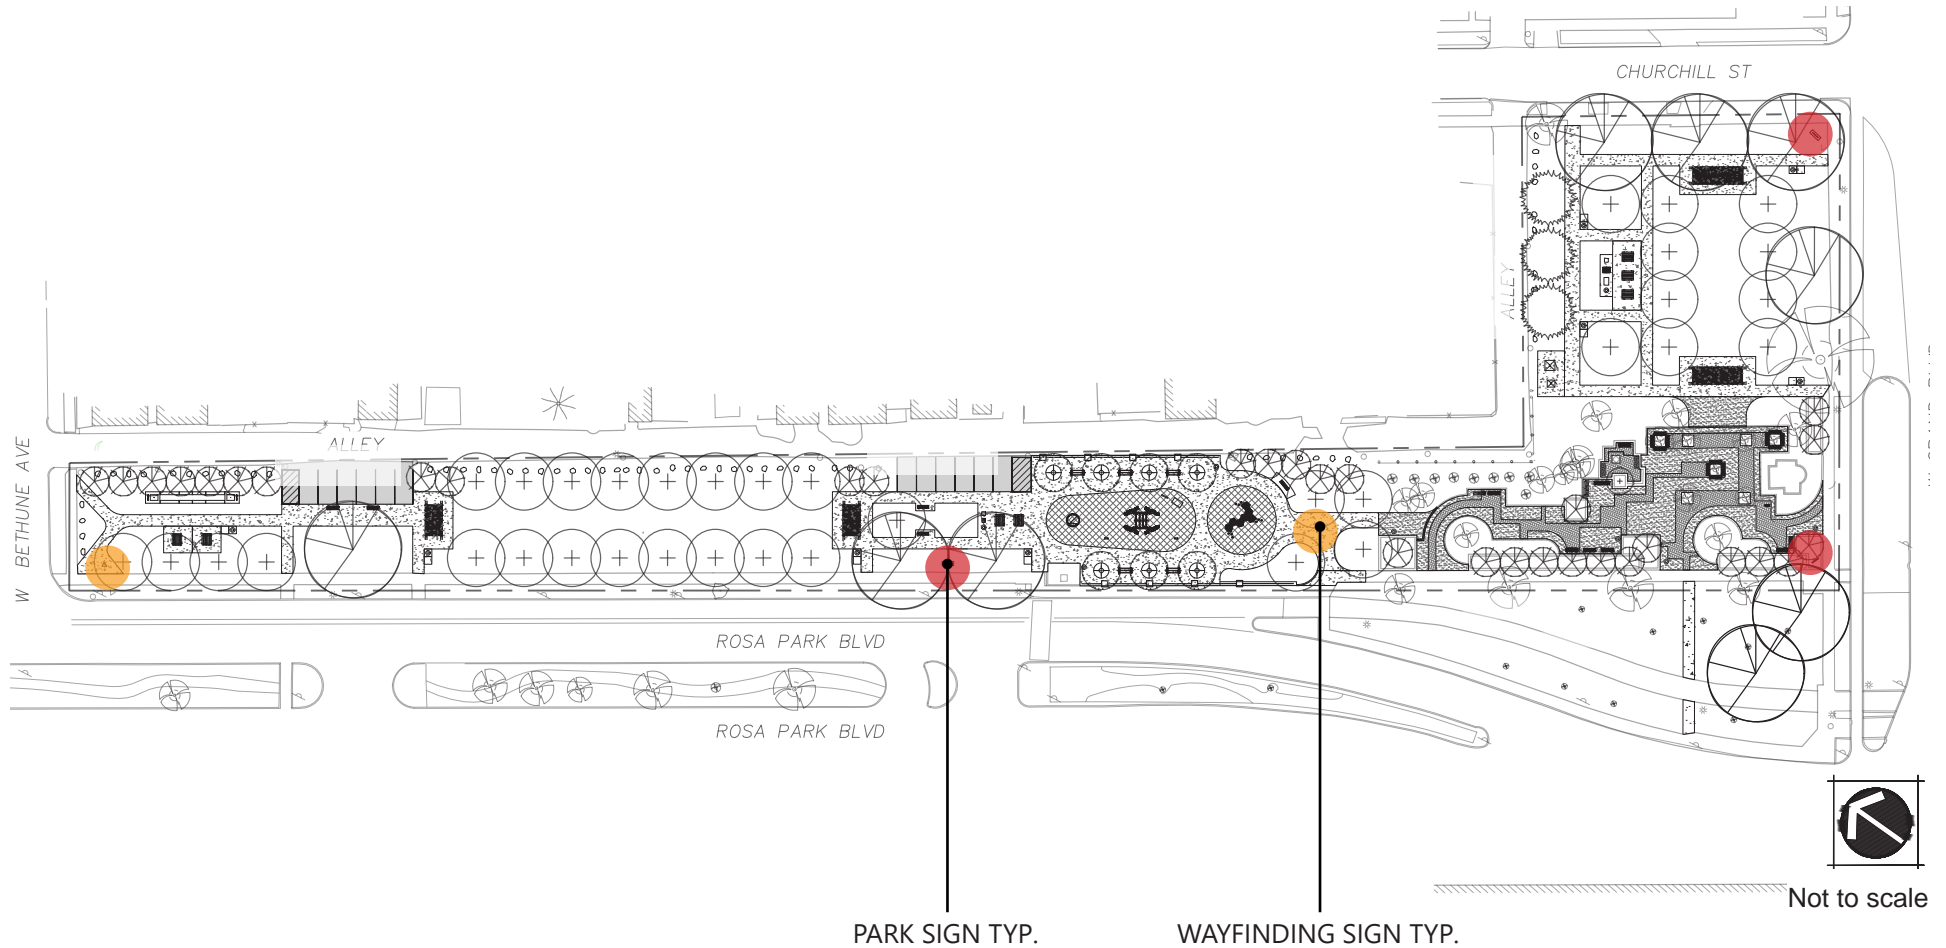 CHURCHILL ST
ALLEY
ALLEY
W BETHUNE AVE
ROSA PARK BLVD
ROSA PARK BLVD
Not to scale
PARK SIGN TYP.
WAYFINDING SIGN TYP.